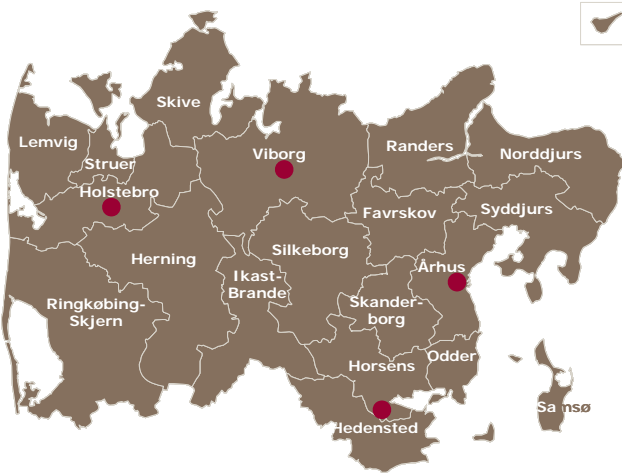 Skive
Lemvig
Struer
Viborg
Randers
Norddjurs
Holstebro
Favrskov
Syddjurs
Herning
Silkeborg
Ikast-
Brande
Århus
Ringkøbing-
Skjern
Skander-
borg
Horsens
Odder
Samsø
Hedensted